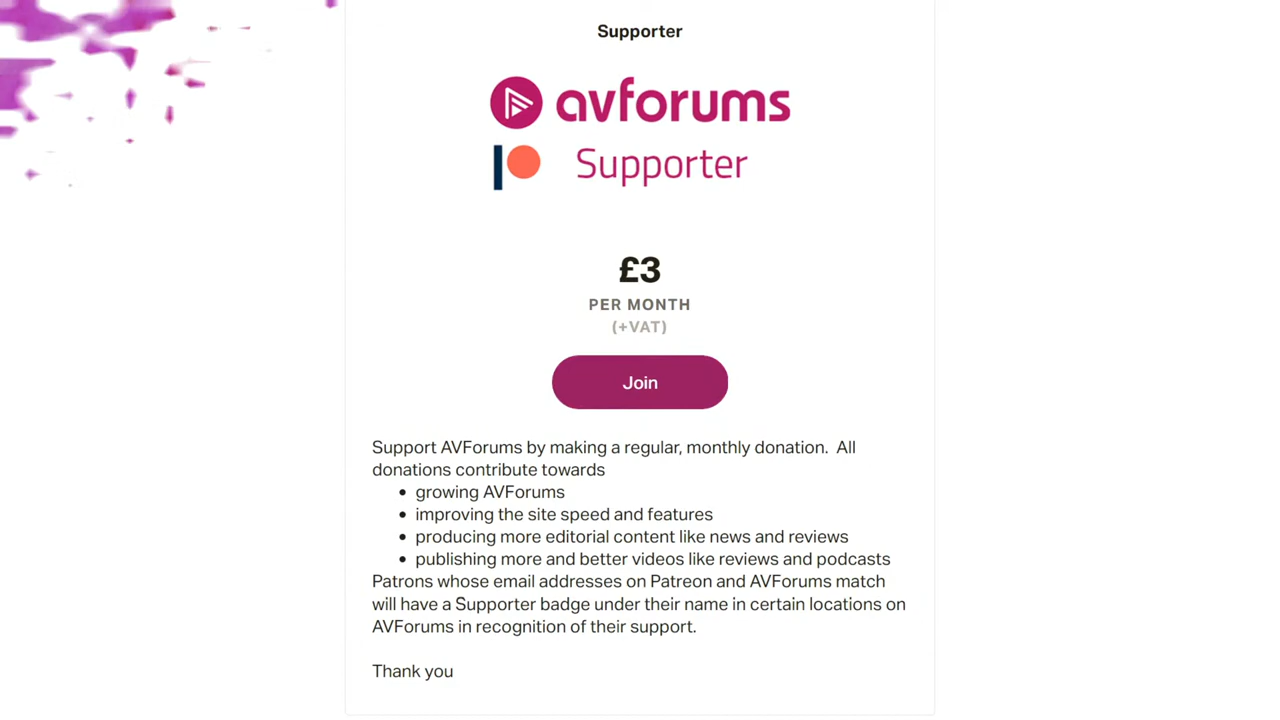 Supporter
avforums
Supporter
£3
PER MONTH
(+VAT)
Join
Support AVForums by making a regular, monthly donation.  All
donations contribute towards
• growing AVForums
• improving the site speed and features
• producing more editorial content like news and reviews
• publishing more and better videos like reviews and podcasts
Patrons whose email addresses on Patreon and AVForums match
will have a Supporter badge under their name in certain locations on
AVForums in recognition of their support.
Thank you